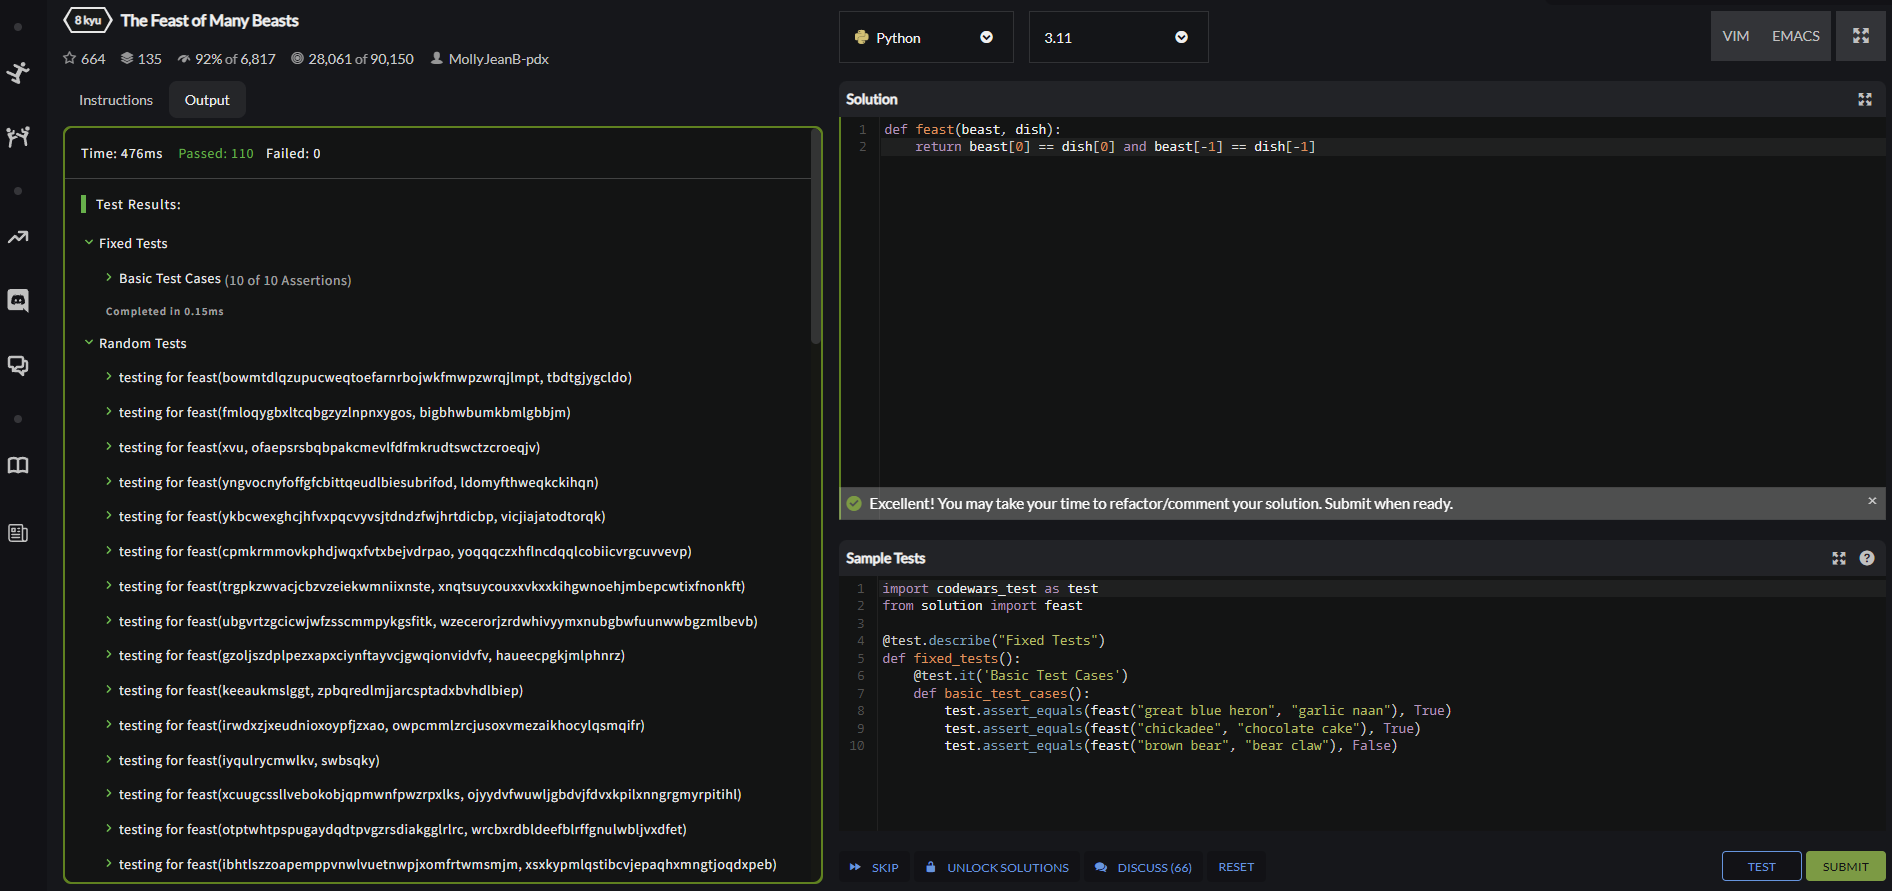 8 kyu The Feast of Many Beasts
664 135 92% of 6,817 28,061 of 90,150 MollyJeanB-pdx
Instructions Output
Time: 476ms Passed: 110 Failed: 0
Test Results:
Fixed Tests
Basic Test Cases (10 of 10 Assertions)
Completed in 0.15ms
Random Tests
testing for feast(bowmtdlqzupucweqtoefarnrbojwkfmwpzwrqjlmpt, tbdtgjygcldo)
testing for feast(fmloqygbxltcqbgzyzlnpnxygos, bigbhwbumkbmlgbbjm)
testing for feast(xvu, ofaepsrsbqbpakcmevlfdfmkrudtswctzcroeqjv)
testing for feast(yngvocnyfoffgfcbittqeudlbiesubrifod, ldomyfthweqkckihqn)
testing for feast(ykbcwexghcjhfvxpqcvyvsjtdndzfwjhrtdicbp, vicjiajatodtorqk)
testing for feast(cpmkrmmovkphdjwqxfvtxbejvdrpao, yoqqqczxhflncdqqlcobiicvrgcuvvevp)
testing for feast(trgpkzwvacjcbzvzeiekwmniixnste, xnqtsuycouxxvkxxkihgwnoehjmbepcwtixfnonkft)
testing for feast(ubgvrtzgcicwjwfzsscmmpykgsfitk, wzecerorjzrdwhivyymxnubgbwfuunwwbgzmlbevb)
testing for feast(gzoljszdplpezxapxciynftayvcjgwqionvidvfv, haueecpgkjmlphnrz)
testing for feast(keeaukmslggt, zpbqredlmjjarcsptadxbvhdlbiep)
testing for feast(irwdxzjxeudnioxoypfjzxao, owpcmmlzrcjusoxvmezaikhocylqsmqifr)
testing for feast(iyqulrycmwlkv, swbsqky)
testing for feast(xcuugcssllvebokobjqpmwnfpwzrpxlks, ojyydvfwuwljgbdvjfdvxkpilxnngrgmyrpitihl)
testing for feast(otptwhtpspugaydqdtpvgzrsdiakgglrlrc, wrcbxrdbldeefblrffgnulwbljvxdfet)
testing for feast(ibhtlszzoapemppvnwlvuetnwpjxomfrtwmsmjm, xsxkypmlqstibcvjepaqhxmngtjoqdxpeb)
Python 3.11 VIM EMACS
Solution
1 def feast(beast, dish):
2 return beast[0] == dish[0] and beast[-1] == dish[-1]
Excellent! You may take your time to refactor/comment your solution. Submit when ready.
Sample Tests
1 import codewars_test as test
2 from solution import feast
3
4 @test.describe("Fixed Tests")
5 def fixed_tests():
6 @test.it('Basic Test Cases')
7 def basic_test_cases():
8 test.assert_equals(feast("great blue heron", "garlic naan"), True)
9 test.assert_equals(feast("chickadee", "chocolate cake"), True)
10 test.assert_equals(feast("brown bear", "bear claw"), False)
SKIP UNLOCK SOLUTIONS DISCUSS (66) RESET TEST SUBMIT